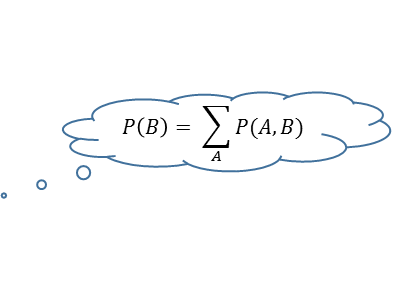 P(B) = ∑_A P(A, B)